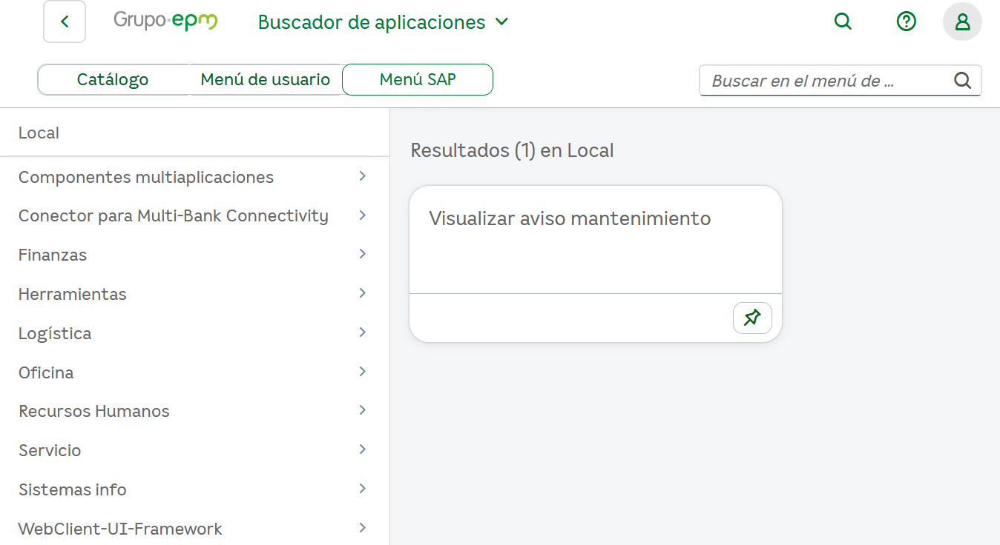 Grupo·epm
Buscador de aplicaciones
Catálogo
Menú de usuario
Menú SAP
Buscar en el menú de ...
Local
Componentes multiaplicaciones
Conector para Multi-Bank Connectivity
Finanzas
Herramientas
Logística
Oficina
Recursos Humanos
Servicio
Sistemas info
WebClient-UI-Framework
Resultados (1) en Local
Visualizar aviso mantenimiento